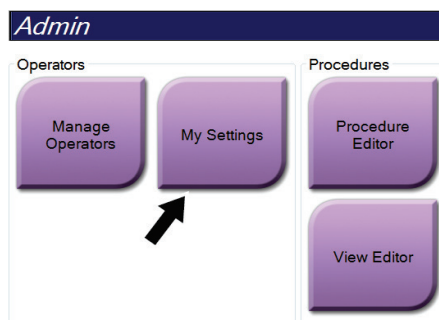 Admin
Operators
Manage
Operators
My Settings
Procedures
Procedure
Editor
View Editor